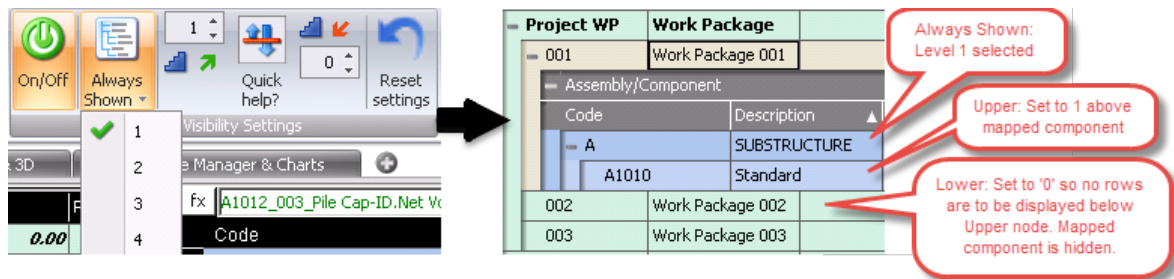 1
0
On/Off
Always Shown
Quick help?
Reset settings
Visibility Settings
1
2
3
4
3D
e Manager & Charts
fx
A1012_003_Pile Cap-ID.Net Vo
0.00
Code
Project WP Work Package
001 Work Package 001
Assembly/Component
Code Description
A SUBSTRUCTURE
A1010 Standard
002 Work Package 002
003 Work Package 003
Always Shown:
Level 1 selected
Upper: Set to 1 above
mapped component
Lower: Set to '0' so no rows
are to be displayed below
Upper node. Mapped
component is hidden.